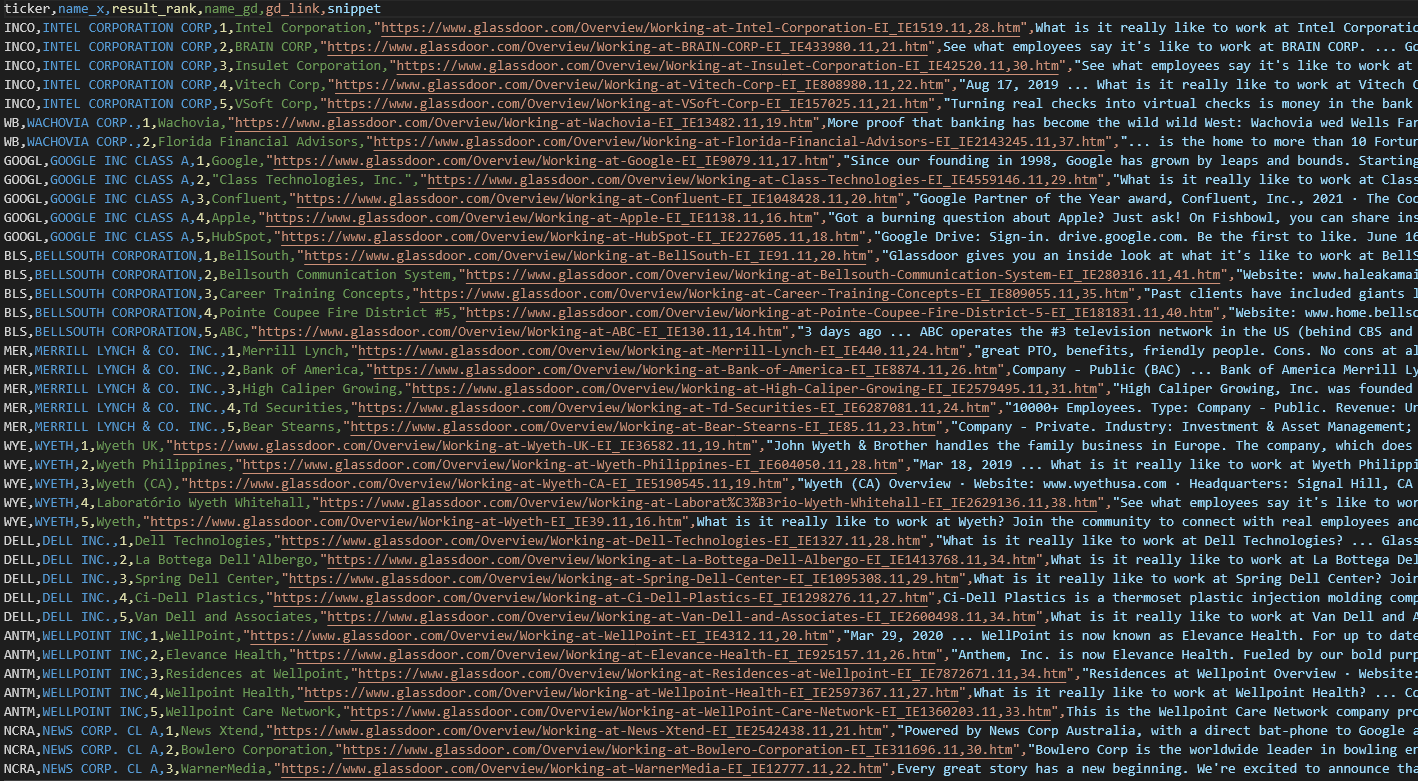 ticker,name_x,result_rank,name_gd,gd_link,snippet
INCO,INTEL CORPORATION CORP,1,Intel Corporation,"https://www.glassdoor.com/Overview/Working-at-Intel-Corporation-EI_IE1519.11,28.htm",What is it really like to work at Intel Corporatio
INCO,INTEL CORPORATION CORP,2,BRAIN CORP,"https://www.glassdoor.com/Overview/Working-at-BRAIN-CORP-EI_IE433980.11,21.htm",See what employees say it's like to work at BRAIN CORP. ... Go
INCO,INTEL CORPORATION CORP,3,Insulet Corporation,"https://www.glassdoor.com/Overview/Working-at-Insulet-Corporation-EI_IE42520.11,30.htm","See what employees say it's like to work at
INCO,INTEL CORPORATION CORP,4,Vitech Corp,"https://www.glassdoor.com/Overview/Working-at-Vitech-Corp-EI_IE808980.11,22.htm","Aug 17, 2019 ... What is it really like to work at Vitech C
INCO,INTEL CORPORATION CORP,5,VSoft Corp,"https://www.glassdoor.com/Overview/Working-at-VSoft-Corp-EI_IE157025.11,21.htm","Turning real checks into virtual checks is money in the bank
WB,WACHOVIA CORP.,1,Wachovia,"https://www.glassdoor.com/Overview/Working-at-Wachovia-EI_IE13482.11,19.htm",More proof that banking has become the wild wild West: Wachovia wed Wells Far
WB,WACHOVIA CORP.,2,Florida Financial Advisors,"https://www.glassdoor.com/Overview/Working-at-Florida-Financial-Advisors-EI_IE2143245.11,37.htm","... is the home to more than 10 Fortun
GOOGL,GOOGLE INC CLASS A,1,Google,"https://www.glassdoor.com/Overview/Working-at-Google-EI_IE9079.11,17.htm","Since our founding in 1998, Google has grown by leaps and bounds. Starting
GOOGL,GOOGLE INC CLASS A,2,"Class Technologies, Inc.","https://www.glassdoor.com/Overview/Working-at-Class-Technologies-EI_IE4559146.11,29.htm","What is it really like to work at Clas
GOOGL,GOOGLE INC CLASS A,3,Confluent,"https://www.glassdoor.com/Overview/Working-at-Confluent-EI_IE1048428.11,20.htm","Google Partner of the Year award, Confluent, Inc., 2021 · The Co
GOOGL,GOOGLE INC CLASS A,4,Apple,"https://www.glassdoor.com/Overview/Working-at-Apple-EI_IE1138.11,16.htm","Got a burning question about Apple? Just ask! On Fishbowl, you can share ins
GOOGL,GOOGLE INC CLASS A,5,HubSpot,"https://www.glassdoor.com/Overview/Working-at-HubSpot-EI_IE227605.11,18.htm","Google Drive: Sign-in. drive.google.com. Be the first to like. June 16
BLS,BELLSOUTH CORPORATION,1,BellSouth,"https://www.glassdoor.com/Overview/Working-at-BellSouth-EI_IE91.11,20.htm","Glassdoor gives you an inside look at what it's like to work at BellS
BLS,BELLSOUTH CORPORATION,2,Bellsouth Communication System,"https://www.glassdoor.com/Overview/Working-at-Bellsouth-Communication-System-EI_IE280316.11,41.htm","Website: www.haleakamai
BLS,BELLSOUTH CORPORATION,3,Career Training Concepts,"https://www.glassdoor.com/Overview/Working-at-Career-Training-Concepts-EI_IE809055.11,35.htm","Past clients have included giants l
BLS,BELLSOUTH CORPORATION,4,Pointe Coupee Fire District #5,"https://www.glassdoor.com/Overview/Working-at-Pointe-Coupee-Fire-District-5-EI_IE181831.11,40.htm","Website: www.home.bellso
BLS,BELLSOUTH CORPORATION,5,ABC,"https://www.glassdoor.com/Overview/Working-at-ABC-EI_IE130.11,14.htm","3 days ago ... ABC operates the #3 television network in the US (behind CBS and
MER,MERRILL LYNCH & CO. INC.,1,Merrill Lynch,"https://www.glassdoor.com/Overview/Working-at-Merrill-Lynch-EI_IE440.11,24.htm","great PTO, benefits, friendly people. Cons. No cons at al
MER,MERRILL LYNCH & CO. INC.,2,Bank of America,"https://www.glassdoor.com/Overview/Working-at-Bank-of-America-EI_IE8874.11,26.htm",Company - Public (BAC) ... Bank of America Merrill Ly
MER,MERRILL LYNCH & CO. INC.,3,High Caliper Growing,"https://www.glassdoor.com/Overview/Working-at-High-Caliper-Growing-EI_IE2579495.11,31.htm","High Caliper Growing, Inc. was founded
MER,MERRILL LYNCH & CO. INC.,4,Td Securities,"https://www.glassdoor.com/Overview/Working-at-Td-Securities-EI_IE6287081.11,24.htm","10000+ Employees. Type: Company - Public. Revenue: Un
MER,MERRILL LYNCH & CO. INC.,5,Bear Stearns,"https://www.glassdoor.com/Overview/Working-at-Bear-Stearns-EI_IE85.11,23.htm","Company - Private. Industry: Investment & Asset Management;
WYE,WYETH,1,Wyeth UK,"https://www.glassdoor.com/Overview/Working-at-Wyeth-UK-EI_IE36582.11,19.htm","John Wyeth & Brother handles the family business in Europe. The company, which does
WYE,WYETH,2,Wyeth Philippines,"https://www.glassdoor.com/Overview/Working-at-Wyeth-Philippines-EI_IE604050.11,28.htm","Mar 18, 2019 ... What is it really like to work at Wyeth Philippi
WYE,WYETH,3,Wyeth (CA),"https://www.glassdoor.com/Overview/Working-at-Wyeth-CA-EI_IE5190545.11,19.htm","Wyeth (CA) Overview · Website: www.wyethusa.com · Headquarters: Signal Hill, CA
WYE,WYETH,4,Laboratório Wyeth Whitehall,"https://www.glassdoor.com/Overview/Working-at-Laborat%C3%B3rio-Wyeth-Whitehall-EI_IE2629136.11,38.htm","See what employees say it's like to wor
WYE,WYETH,5,Wyeth,"https://www.glassdoor.com/Overview/Working-at-Wyeth-EI_IE39.11,16.htm",What is it really like to work at Wyeth? Join the community to connect with real employees and
DELL,DELL INC.,1,Dell Technologies,"https://www.glassdoor.com/Overview/Working-at-Dell-Technologies-EI_IE1327.11,28.htm","What is it really like to work at Dell Technologies? ... Glass
DELL,DELL INC.,2,La Bottega Dell'Albergo,"https://www.glassdoor.com/Overview/Working-at-La-Bottega-Dell-Albergo-EI_IE1413768.11,34.htm",What is it really like to work at La Bottega Del
DELL,DELL INC.,3,Spring Dell Center,"https://www.glassdoor.com/Overview/Working-at-Spring-Dell-Center-EI_IE1095308.11,29.htm",What is it really like to work at Spring Dell Center? Join
DELL,DELL INC.,4,Ci-Dell Plastics,"https://www.glassdoor.com/Overview/Working-at-Ci-Dell-Plastics-EI_IE1298276.11,27.htm",Ci-Dell Plastics is a thermoset plastic injection molding comp
DELL,DELL INC.,5,Van Dell and Associates,"https://www.glassdoor.com/Overview/Working-at-Van-Dell-and-Associates-EI_IE2600498.11,34.htm",What is it really like to work at Van Dell and A
ANTM,WELLPOINT INC,1,WellPoint,"https://www.glassdoor.com/Overview/Working-at-WellPoint-EI_IE4312.11,20.htm","Mar 29, 2020 ... WellPoint is now known as Elevance Health. For up to date
ANTM,WELLPOINT INC,2,Elevance Health,"https://www.glassdoor.com/Overview/Working-at-Elevance-Health-EI_IE925157.11,26.htm","Anthem, Inc. is now Elevance Health. Fueled by our bold purp
ANTM,WELLPOINT INC,3,Residences at Wellpoint,"https://www.glassdoor.com/Overview/Working-at-Residences-at-Wellpoint-EI_IE7872671.11,34.htm","Residences at Wellpoint Overview · Website:
ANTM,WELLPOINT INC,4,Wellpoint Health,"https://www.glassdoor.com/Overview/Working-at-Wellpoint-Health-EI_IE2597367.11,27.htm",What is it really like to work at Wellpoint Health? ... Co
ANTM,WELLPOINT INC,5,Wellpoint Care Network,"https://www.glassdoor.com/Overview/Working-at-WellPoint-Care-Network-EI_IE1360203.11,33.htm",This is the Wellpoint Care Network company pro
NCRA,NEWS CORP. CL A,1,News Xtend,"https://www.glassdoor.com/Overview/Working-at-News-Xtend-EI_IE2542438.11,21.htm","Powered by News Corp Australia, with a direct bat-phone to Google a
NCRA,NEWS CORP. CL A,2,Bowlero Corporation,"https://www.glassdoor.com/Overview/Working-at-Bowlero-Corporation-EI_IE311696.11,30.htm","Bowlero Corp is the worldwide leader in bowling en
NCRA,NEWS CORP. CL A,3,WarnerMedia,"https://www.glassdoor.com/Overview/Working-at-WarnerMedia-EI_IE12777.11,22.htm",Every great story has a new beginning. We're excited to announce tha